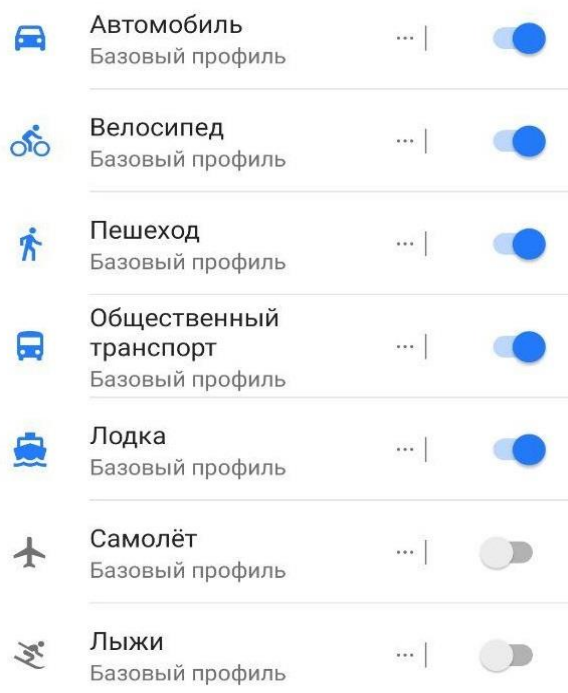 Автомобиль
Базовый профиль
Велосипед
Базовый профиль
Пешеход
Базовый профиль
Общественный
транспорт
Базовый профиль
Лодка
Базовый профиль
Самолёт
Базовый профиль
Лыжи
Базовый профиль